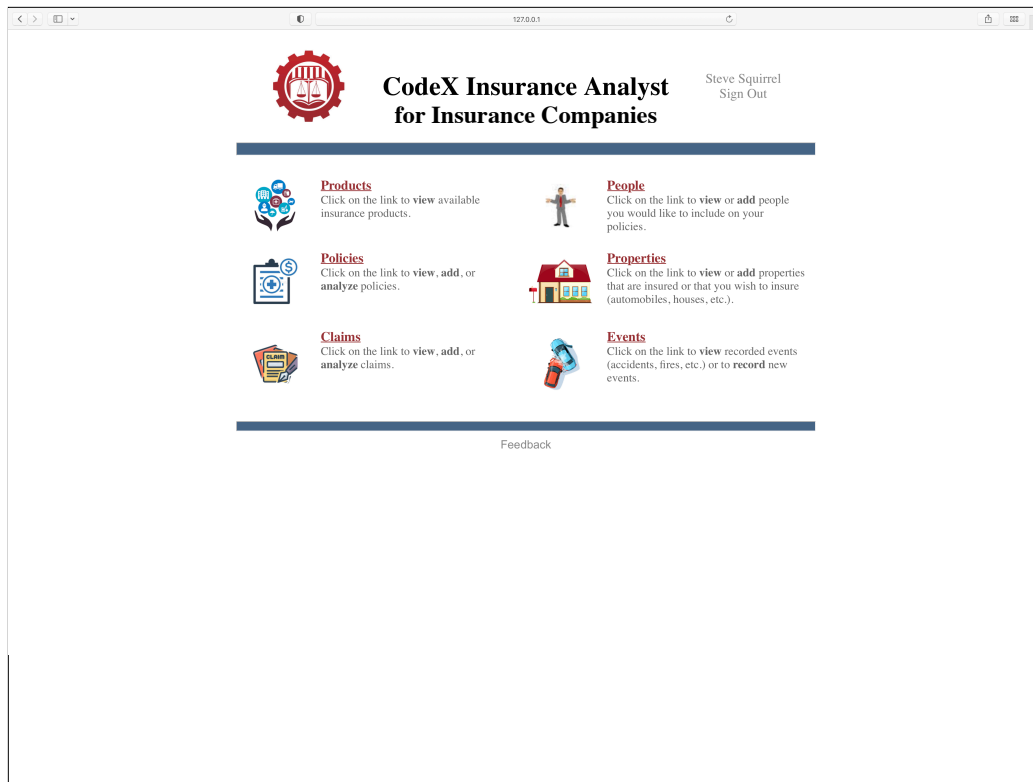 127.0.0.1
CodeX Insurance Analyst
for Insurance Companies
Steve Squirrel
Sign Out
Products
Click on the link to view available
insurance products.
People
Click on the link to view or add people
you would like to include on your
policies.
Policies
Click on the link to view, add, or
analyze policies.
Properties
Click on the link to view or add properties
that are insured or that you wish to insure
(automobiles, houses, etc.).
Claims
CLAIM
Click on the link to view, add, or
analyze claims.
Events
Click on the link to view recorded events
(accidents, fires, etc.) or to record new
events.
Feedback